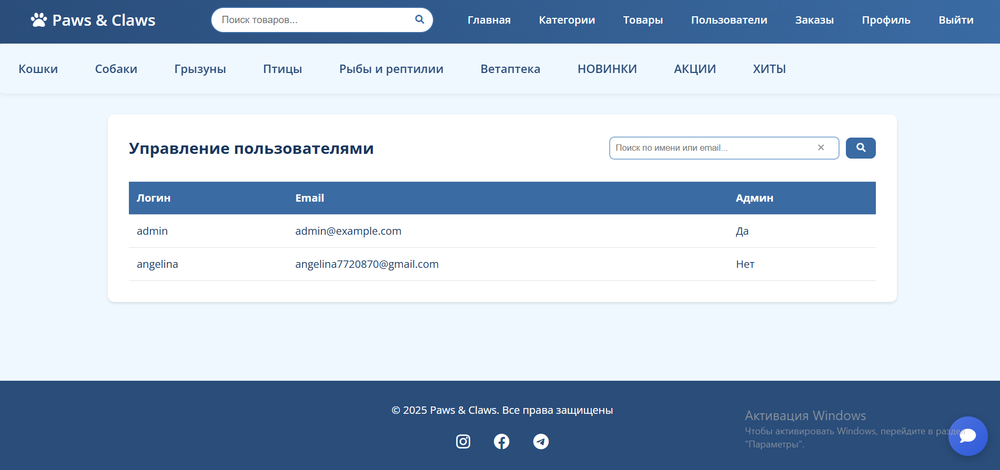 Paws & Claws
Поиск товаров...
Главная
Категории
Товары
Пользователи
Заказы
Профиль
Выйти
Кошки
Собаки
Грызуны
Птицы
Рыбы и рептилии
Ветаптека
НОВИНКИ
АКЦИИ
ХИТЫ
Управление пользователями
Поиск по имени или email...
Логин Email Админ
admin admin@example.com Да
angelina angelina7720870@gmail.com Нет
© 2025 Paws & Claws. Все права защищены
Активация Windows
Чтобы активировать Windows, перейдите в раздел
"Параметры".